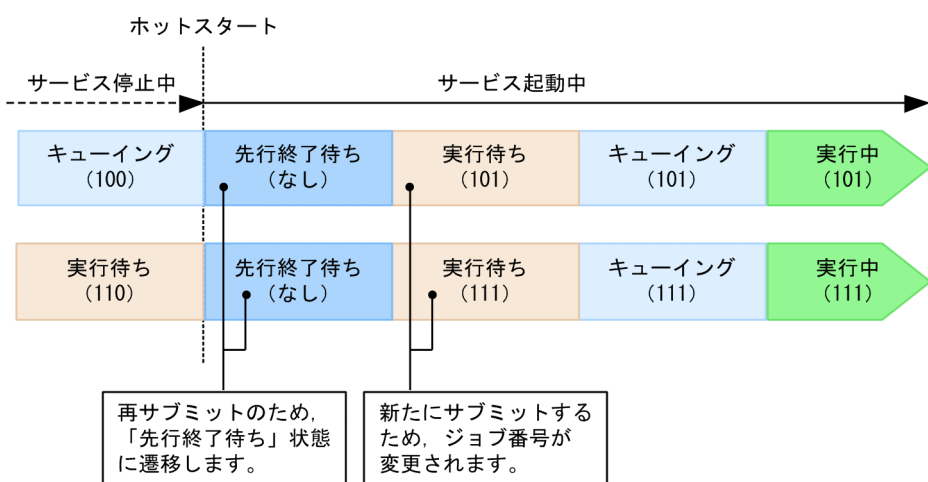 ホットスタート
サービス停止中
サービス起動中
キューイング
(100)
先行終了待ち
(なし)
実行待ち
(101)
キューイング
(101)
実行中
(101)
実行待ち
(110)
先行終了待ち
(なし)
実行待ち
(111)
キューイング
(111)
実行中
(111)
再サブミットのため,
「先行終了待ち」状態
に遷移します。
新たにサブミットする
ため, ジョブ番号が
変更されます。